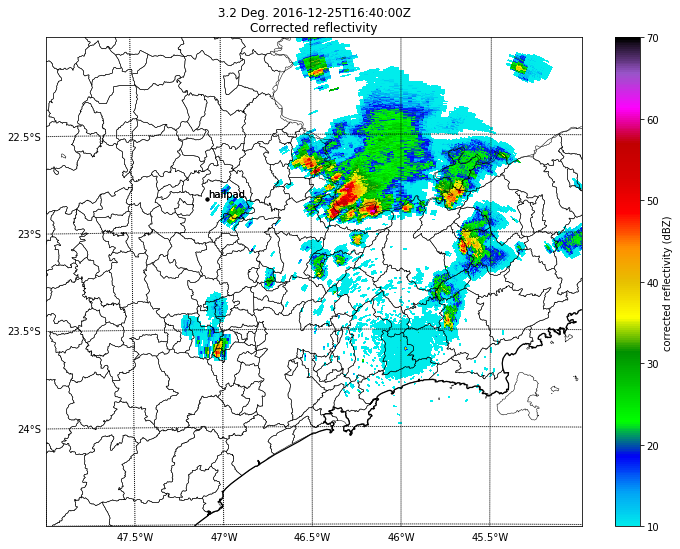 3.2 Deg. 2016-12-25T16:40:00Z
Corrected reflectivity
22.5°S
23°S
23.5°S
24°S
47.5°W
47°W
46.5°W
46°W
45.5°W
hailpad
70
60
50
40
30
20
10
corrected reflectivity (dBZ)